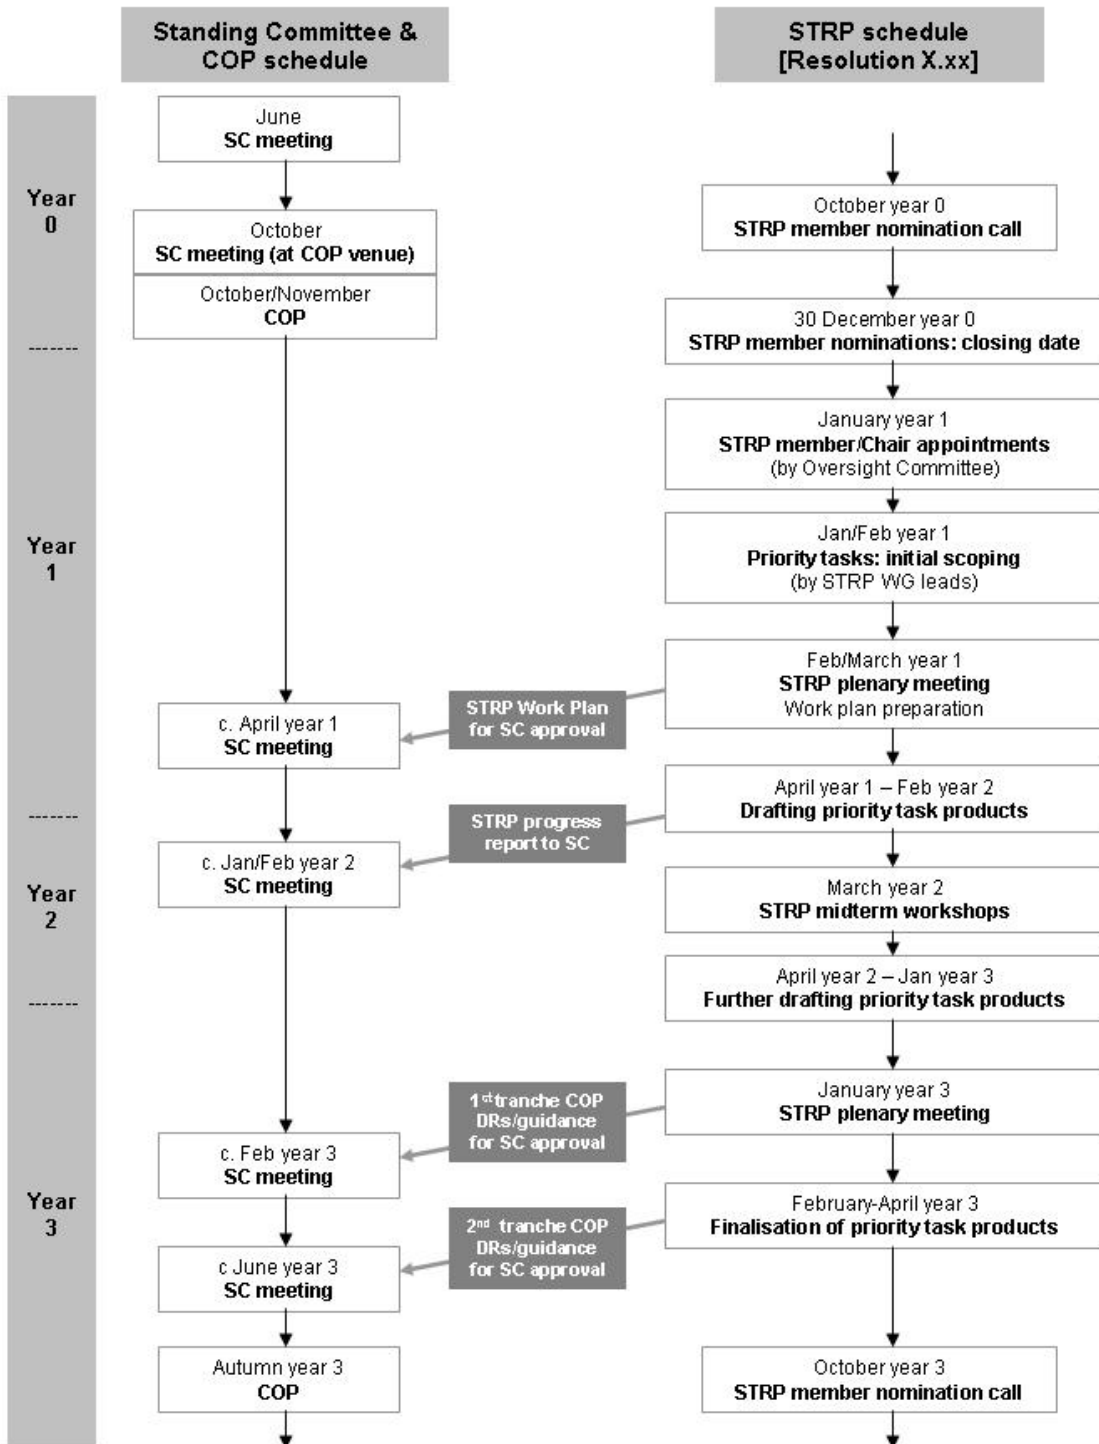 Standing Committee &
COP schedule
STRP schedule
[Resolution X.xx]
Year
0
-------
Year
1
-------
Year
2
-------
Year
3
June
SC meeting
October
SC meeting (at COP venue)
October/November
COP
c. April year 1
SC meeting
c. Jan/Feb year 2
SC meeting
c. Feb year 3
SC meeting
c June year 3
SC meeting
Autumn year 3
COP
STRP Work Plan
for SC approval
STRP progress
report to SC
1st tranche COP
DRs/guidance
for SC approval
2nd tranche COP
DRs/guidance
for SC approval
October year 0
STRP member nomination call
30 December year 0
STRP member nominations: closing date
January year 1
STRP member/Chair appointments
(by Oversight Committee)
Jan/Feb year 1
Priority tasks: initial scoping
(by STRP WG leads)
Feb/March year 1
STRP plenary meeting
Work plan preparation
April year 1 – Feb year 2
Drafting priority task products
March year 2
STRP midterm workshops
April year 2 – Jan year 3
Further drafting priority task products
January year 3
STRP plenary meeting
February-April year 3
Finalisation of priority task products
October year 3
STRP member nomination call